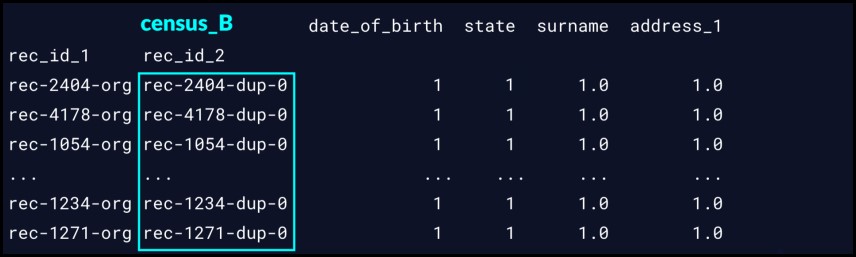 census_B date_of_birth state surname address_1
rec_id_1 rec_id_2
rec-2404-org rec-2404-dup-0 1 1 1.0 1.0
rec-4178-org rec-4178-dup-0 1 1 1.0 1.0
rec-1054-org rec-1054-dup-0 1 1 1.0 1.0
... ... ... ... ... ...
rec-1234-org rec-1234-dup-0 1 1 1.0 1.0
rec-1271-org rec-1271-dup-0 1 1 1.0 1.0